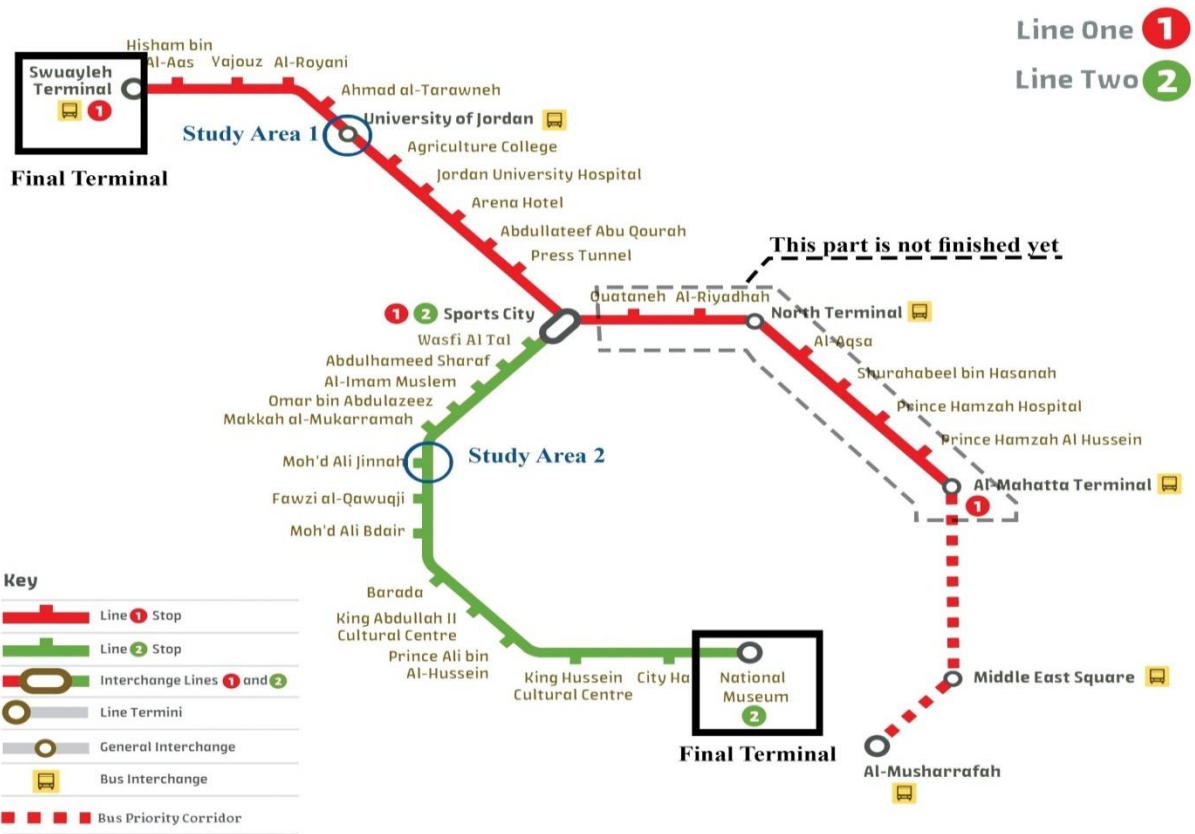 Line One 1
Line Two 2
Hisham bin
Al-Aas
Yajouz
Al-Royani
Swuayleh
Terminal
1
Final Terminal
Ahmad al-Tarawneh
Study Area 1
University of Jordan
Agriculture College
Jordan University Hospital
Arena Hotel
Abdullateef Abu Qourah
Press Tunnel
This part is not finished yet
1 2 Sports City
Quataneh
Al-Riyadhah
North Terminal
Al-Aqsa
Shurahabeel bin Hasanah
Prince Hamzah Hospital
Prince Hamzah Al Hussein
Al-Mahatta Terminal
1
Wasfi Al Tal
Abdulhameed Sharaf
Al-Imam Muslem
Omar bin Abdulazeez
Makkah al-Mukarramah
Moh'd Ali Jinnah
Study Area 2
Fawzi al-Qawuqji
Moh'd Ali Bdair
Barada
King Abdullah II
Cultural Centre
Prince Ali bin
Al-Hussein
King Hussein
Cultural Centre
City Ha
National
Museum
2
Final Terminal
Middle East Square
Al-Musharrafah
Key
Line 1 Stop
Line 2 Stop
Interchange Lines 1 and 2
Line Termini
General Interchange
Bus Interchange
Bus Priority Corridor